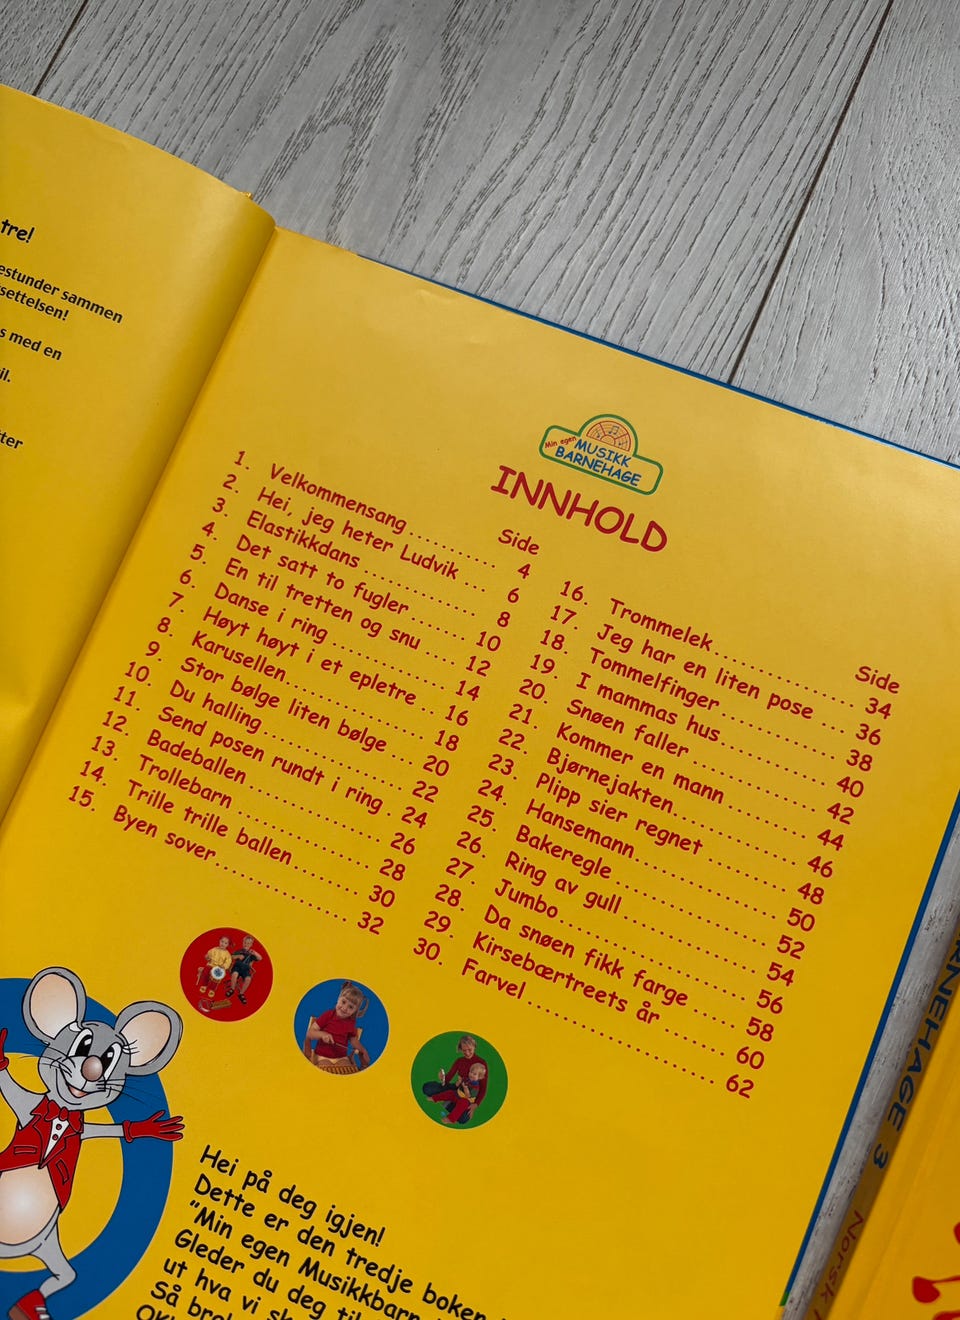 tre!
estunder sammen
settelsen!
s med en
il.
tter
Min egen
MUSIKK
BARNEHAGE
INNHOLD
Side
1. Velkommensang .......... 4
2. Hei, jeg heter Ludvik ... 6
3. Elastikkdans .............. 8
4. Det satt to fugler ....... 10
5. En til tretten og snu .... 12
6. Danse i ring ............... 14
7. Høyt høyt i et epletre .. 16
8. Karusellen ................... 18
9. Stor bølge liten bølge ... 20
10. Du halling ................... 22
11. Send posen rundt i ring . 24
12. Badeballen ................... 26
13. Trollebarn ................... 28
14. Trille trille ballen ........ 30
15. Byen sover ................... 32
Side
16. Trommelek ................... 34
17. Jeg har en liten pose ... 36
18. Tommelfinger ............... 38
19. I mammas hus ............... 40
20. Snøen faller ................ 42
21. Kommer en mann .......... 44
22. Bjørnejakten ................ 46
23. Plipp sier regnet .......... 48
24. Hansemann ................... 50
25. Bakeregle ................... 52
26. Ring av gull ................ 54
27. Jumbo ......................... 56
28. Da snøen fikk farge ..... 58
29. Kirsebærtreets år ........ 60
30. Farvel ........................ 62
Hei på deg igjen!
Dette er den tredje boken
"Min egen Musikkbarn
Gleder du deg til
ut hva vi sk
Så
RNEHAGE 3
Norsk